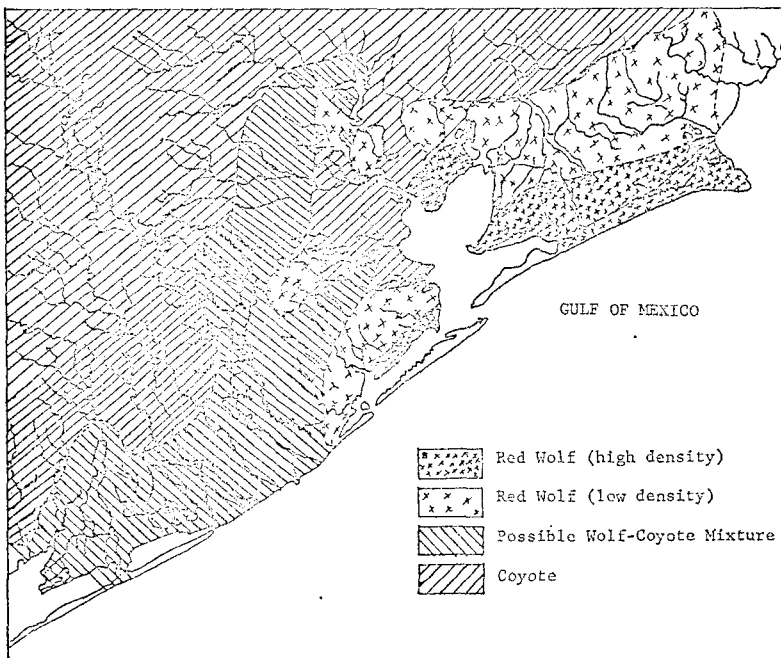 GULF OF MEXICO
Red Wolf (high density)
Red Wolf (low density)
Possible Wolf-Coyote Mixture
Coyote